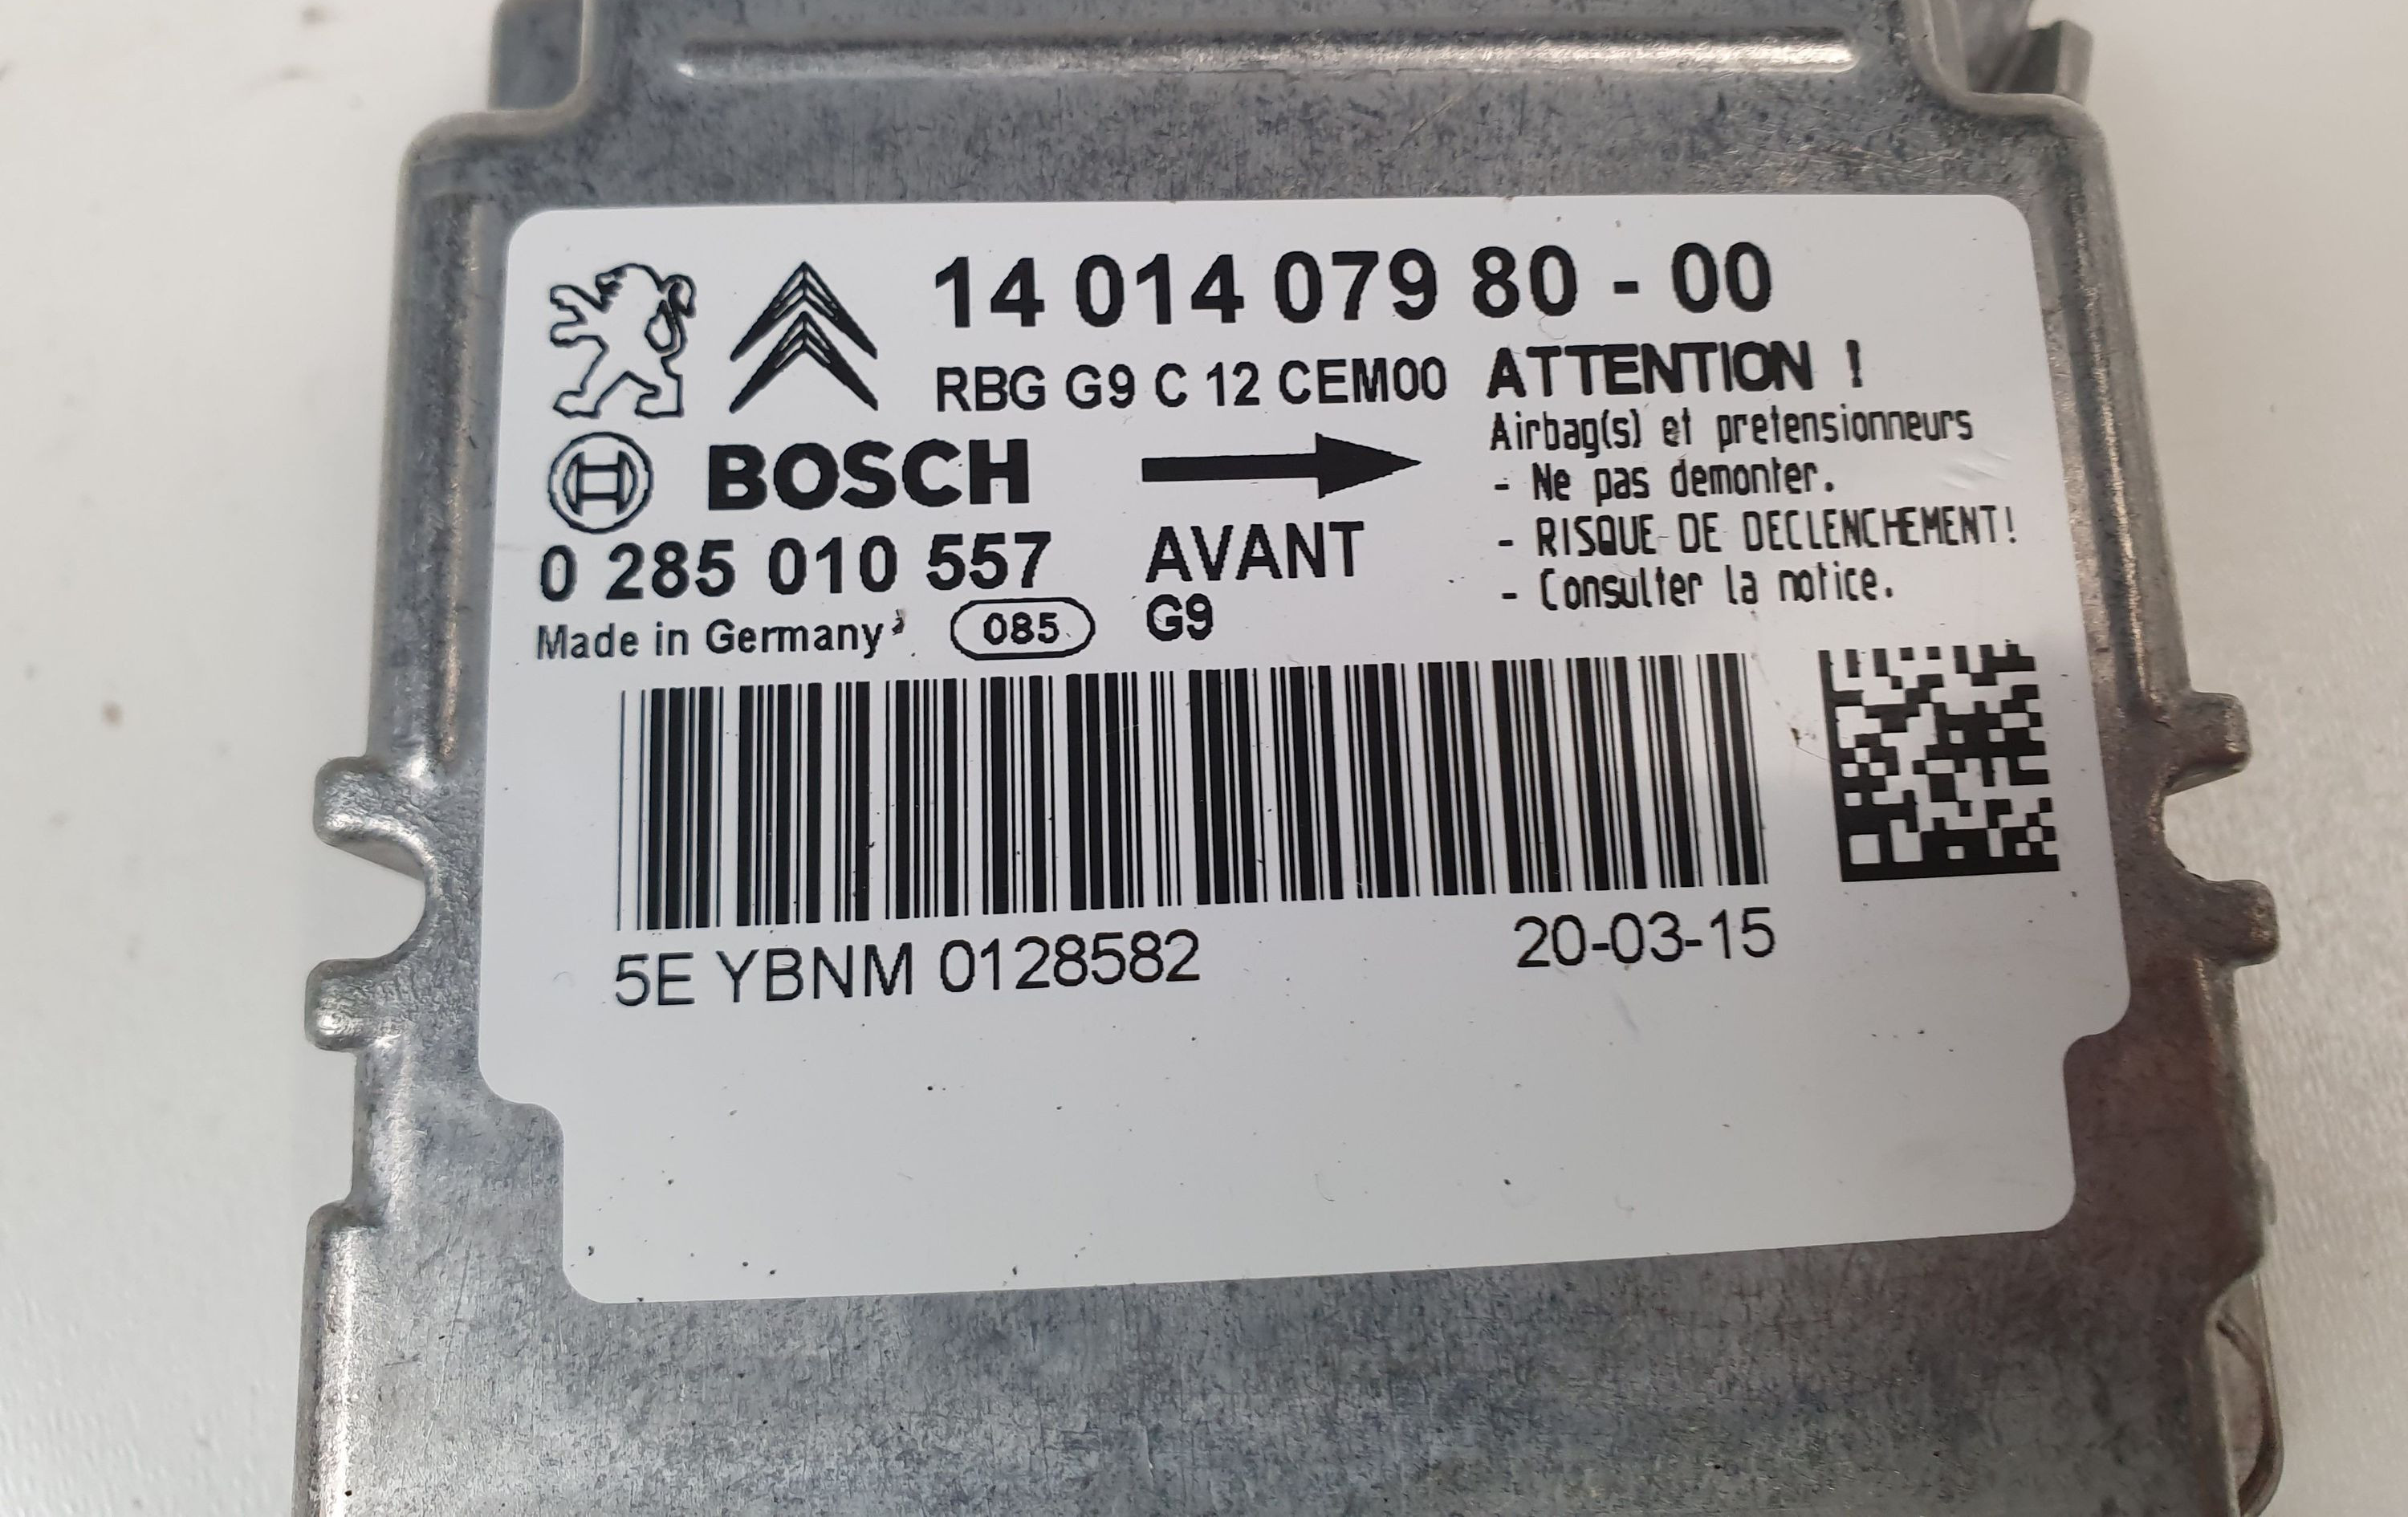 14 014 079 80 - 00
RBG G9 C 12 CEM00
ATTENTION !
Airbag(s) et pretensionneurs
- Ne pas demonter.
- RISQUE DE DECLENCHEMENT!
- Consulter la notice.
BOSCH
0 285 010 557
AVANT
Made in Germany
085
G9
5E YBNM 0128582
20-03-15